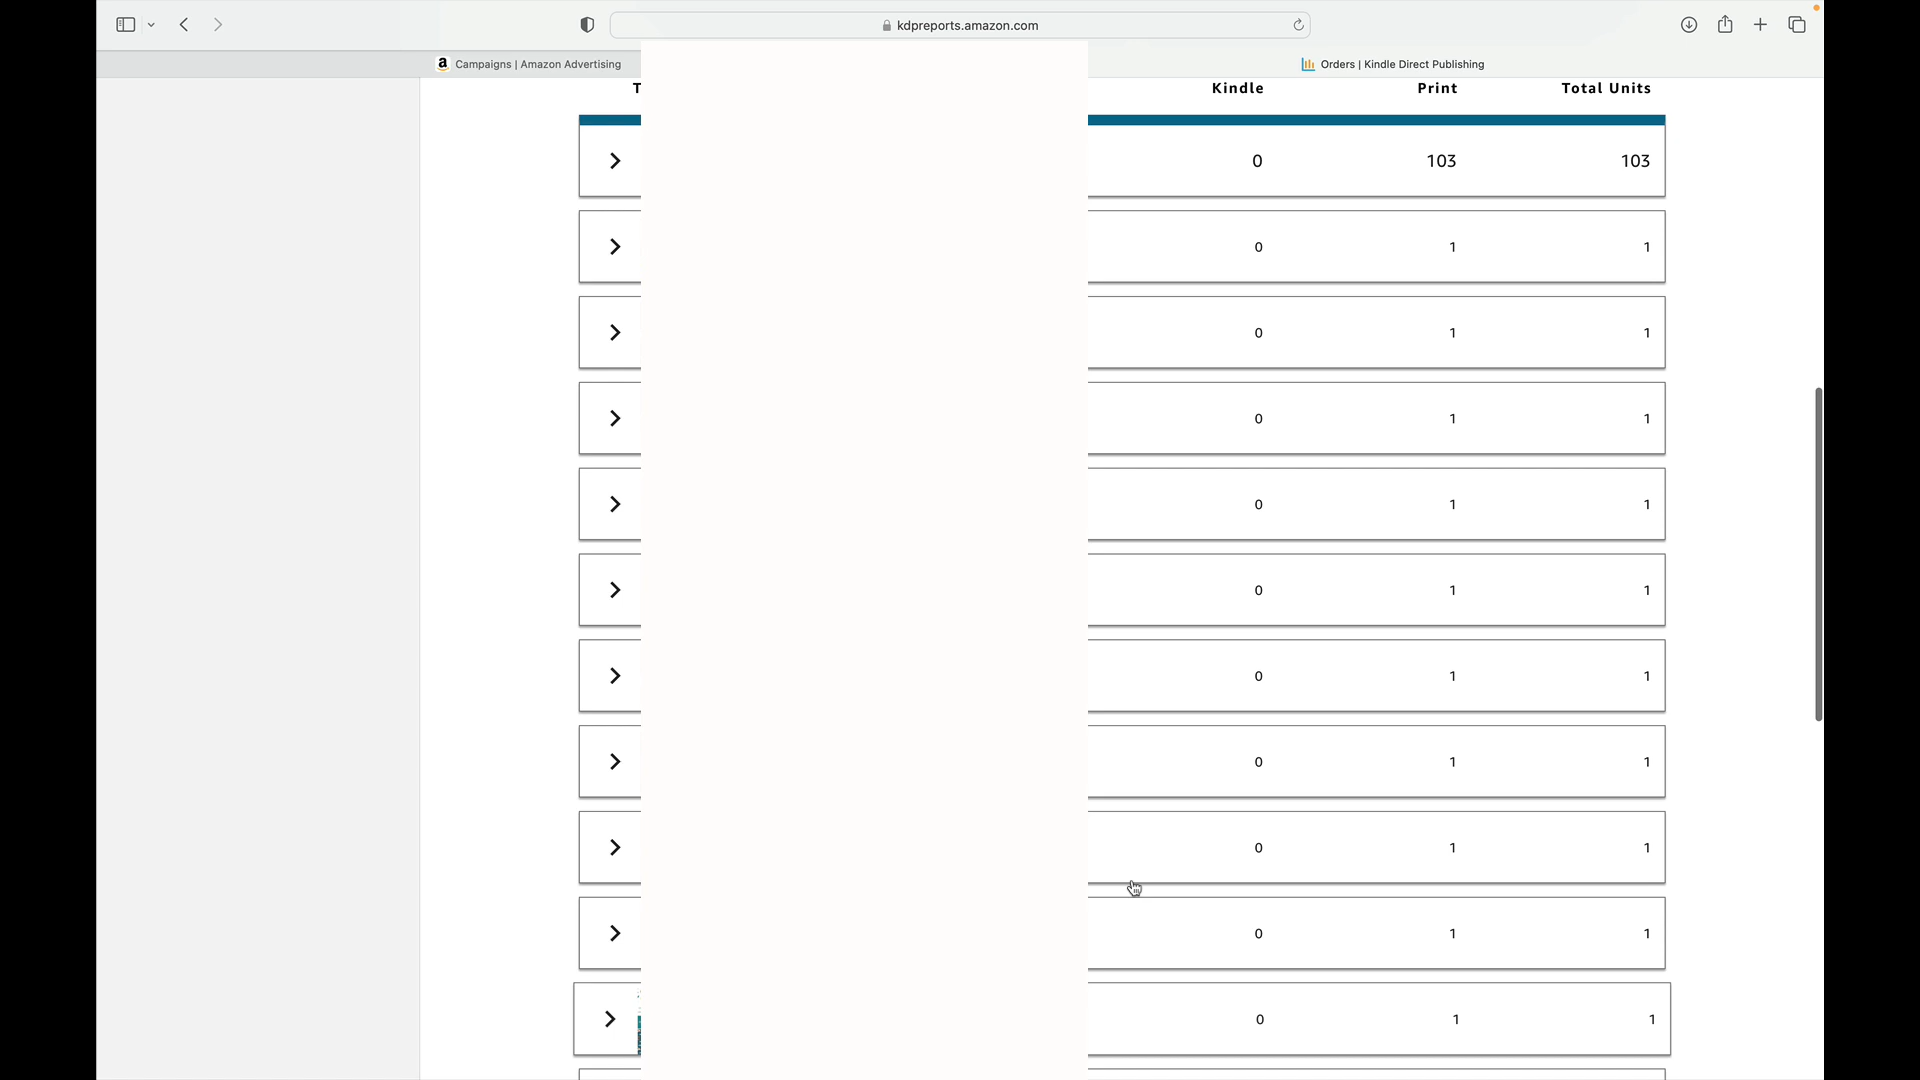 kdpreports.amazon.com
Campaigns | Amazon Advertising
Orders | Kindle Direct Publishing
Kindle Print Total Units
0 103 103
0 1 1
0 1 1
0 1 1
0 1 1
0 1 1
0 1 1
0 1 1
0 1 1
0 1 1
0 1 1